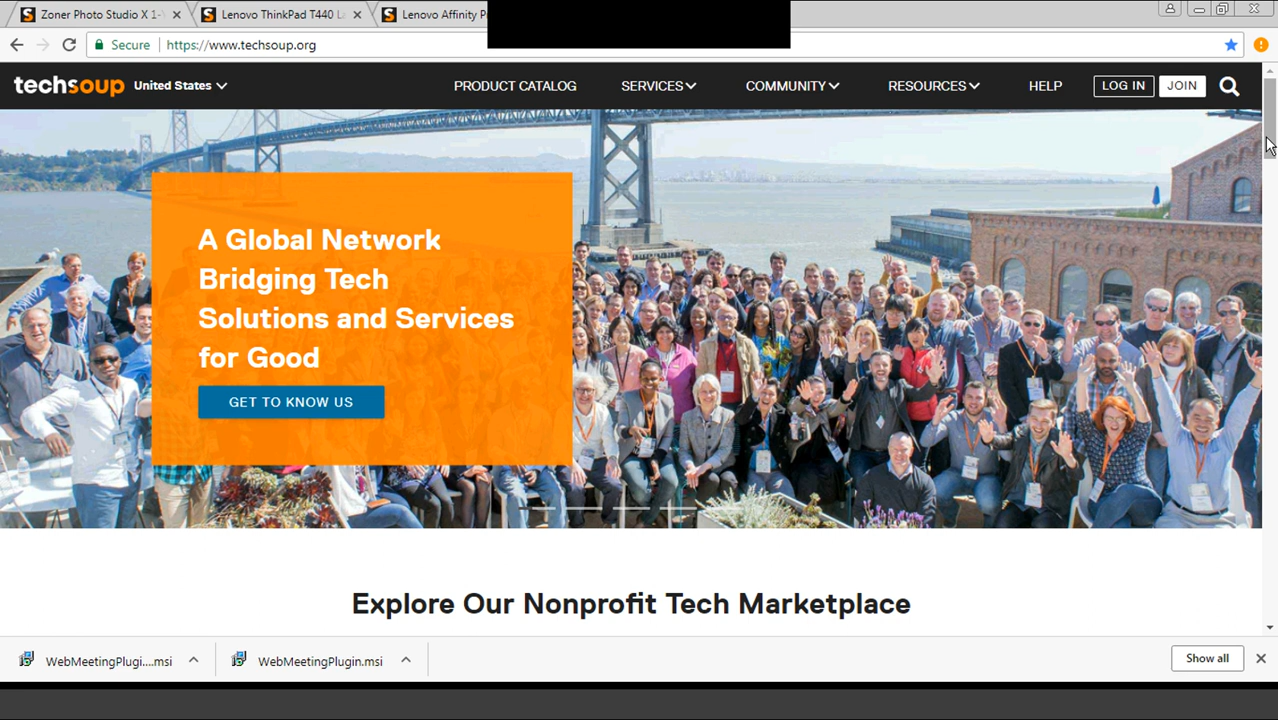 Zoner Photo Studio X 1-Y
Lenovo ThinkPad T440 La
Lenovo Affinity P
Secure
https://www.techsoup.org
techsoup
United States
PRODUCT CATALOG
SERVICES
COMMUNITY
RESOURCES
HELP
LOG IN
JOIN
A Global Network
Bridging Tech
Solutions and Services
for Good
GET TO KNOW US
Explore Our Nonprofit Tech Marketplace
WebMeetingPlugi....msi
WebMeetingPlugin.msi
Show all